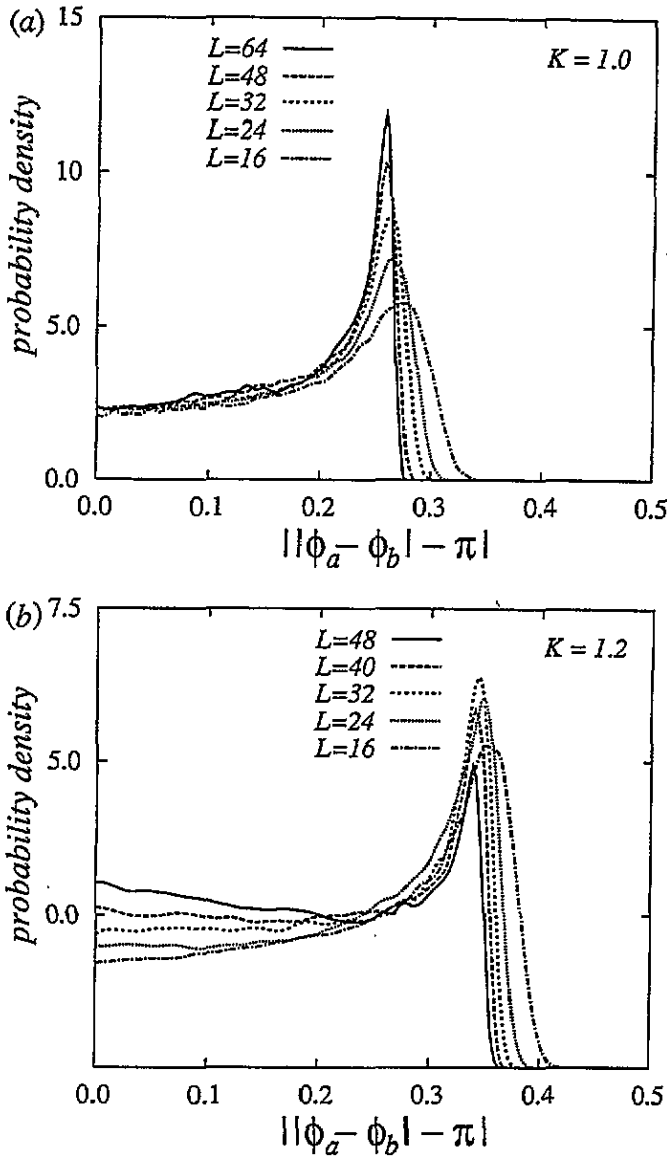 (a)
15
10
5.0
0.0
probability density
L=64
L=48
L=32
L=24
L=16
K = 1.0
0.0 0.1 0.2 0.3 0.4 0.5
||ϕa – ϕb| – π|
(b)
7.5
5.0
0.0
probability density
L=48
L=40
L=32
L=24
L=16
K = 1.2
0.0 0.1 0.2 0.3 0.4 0.5
||ϕa – ϕb| – π|